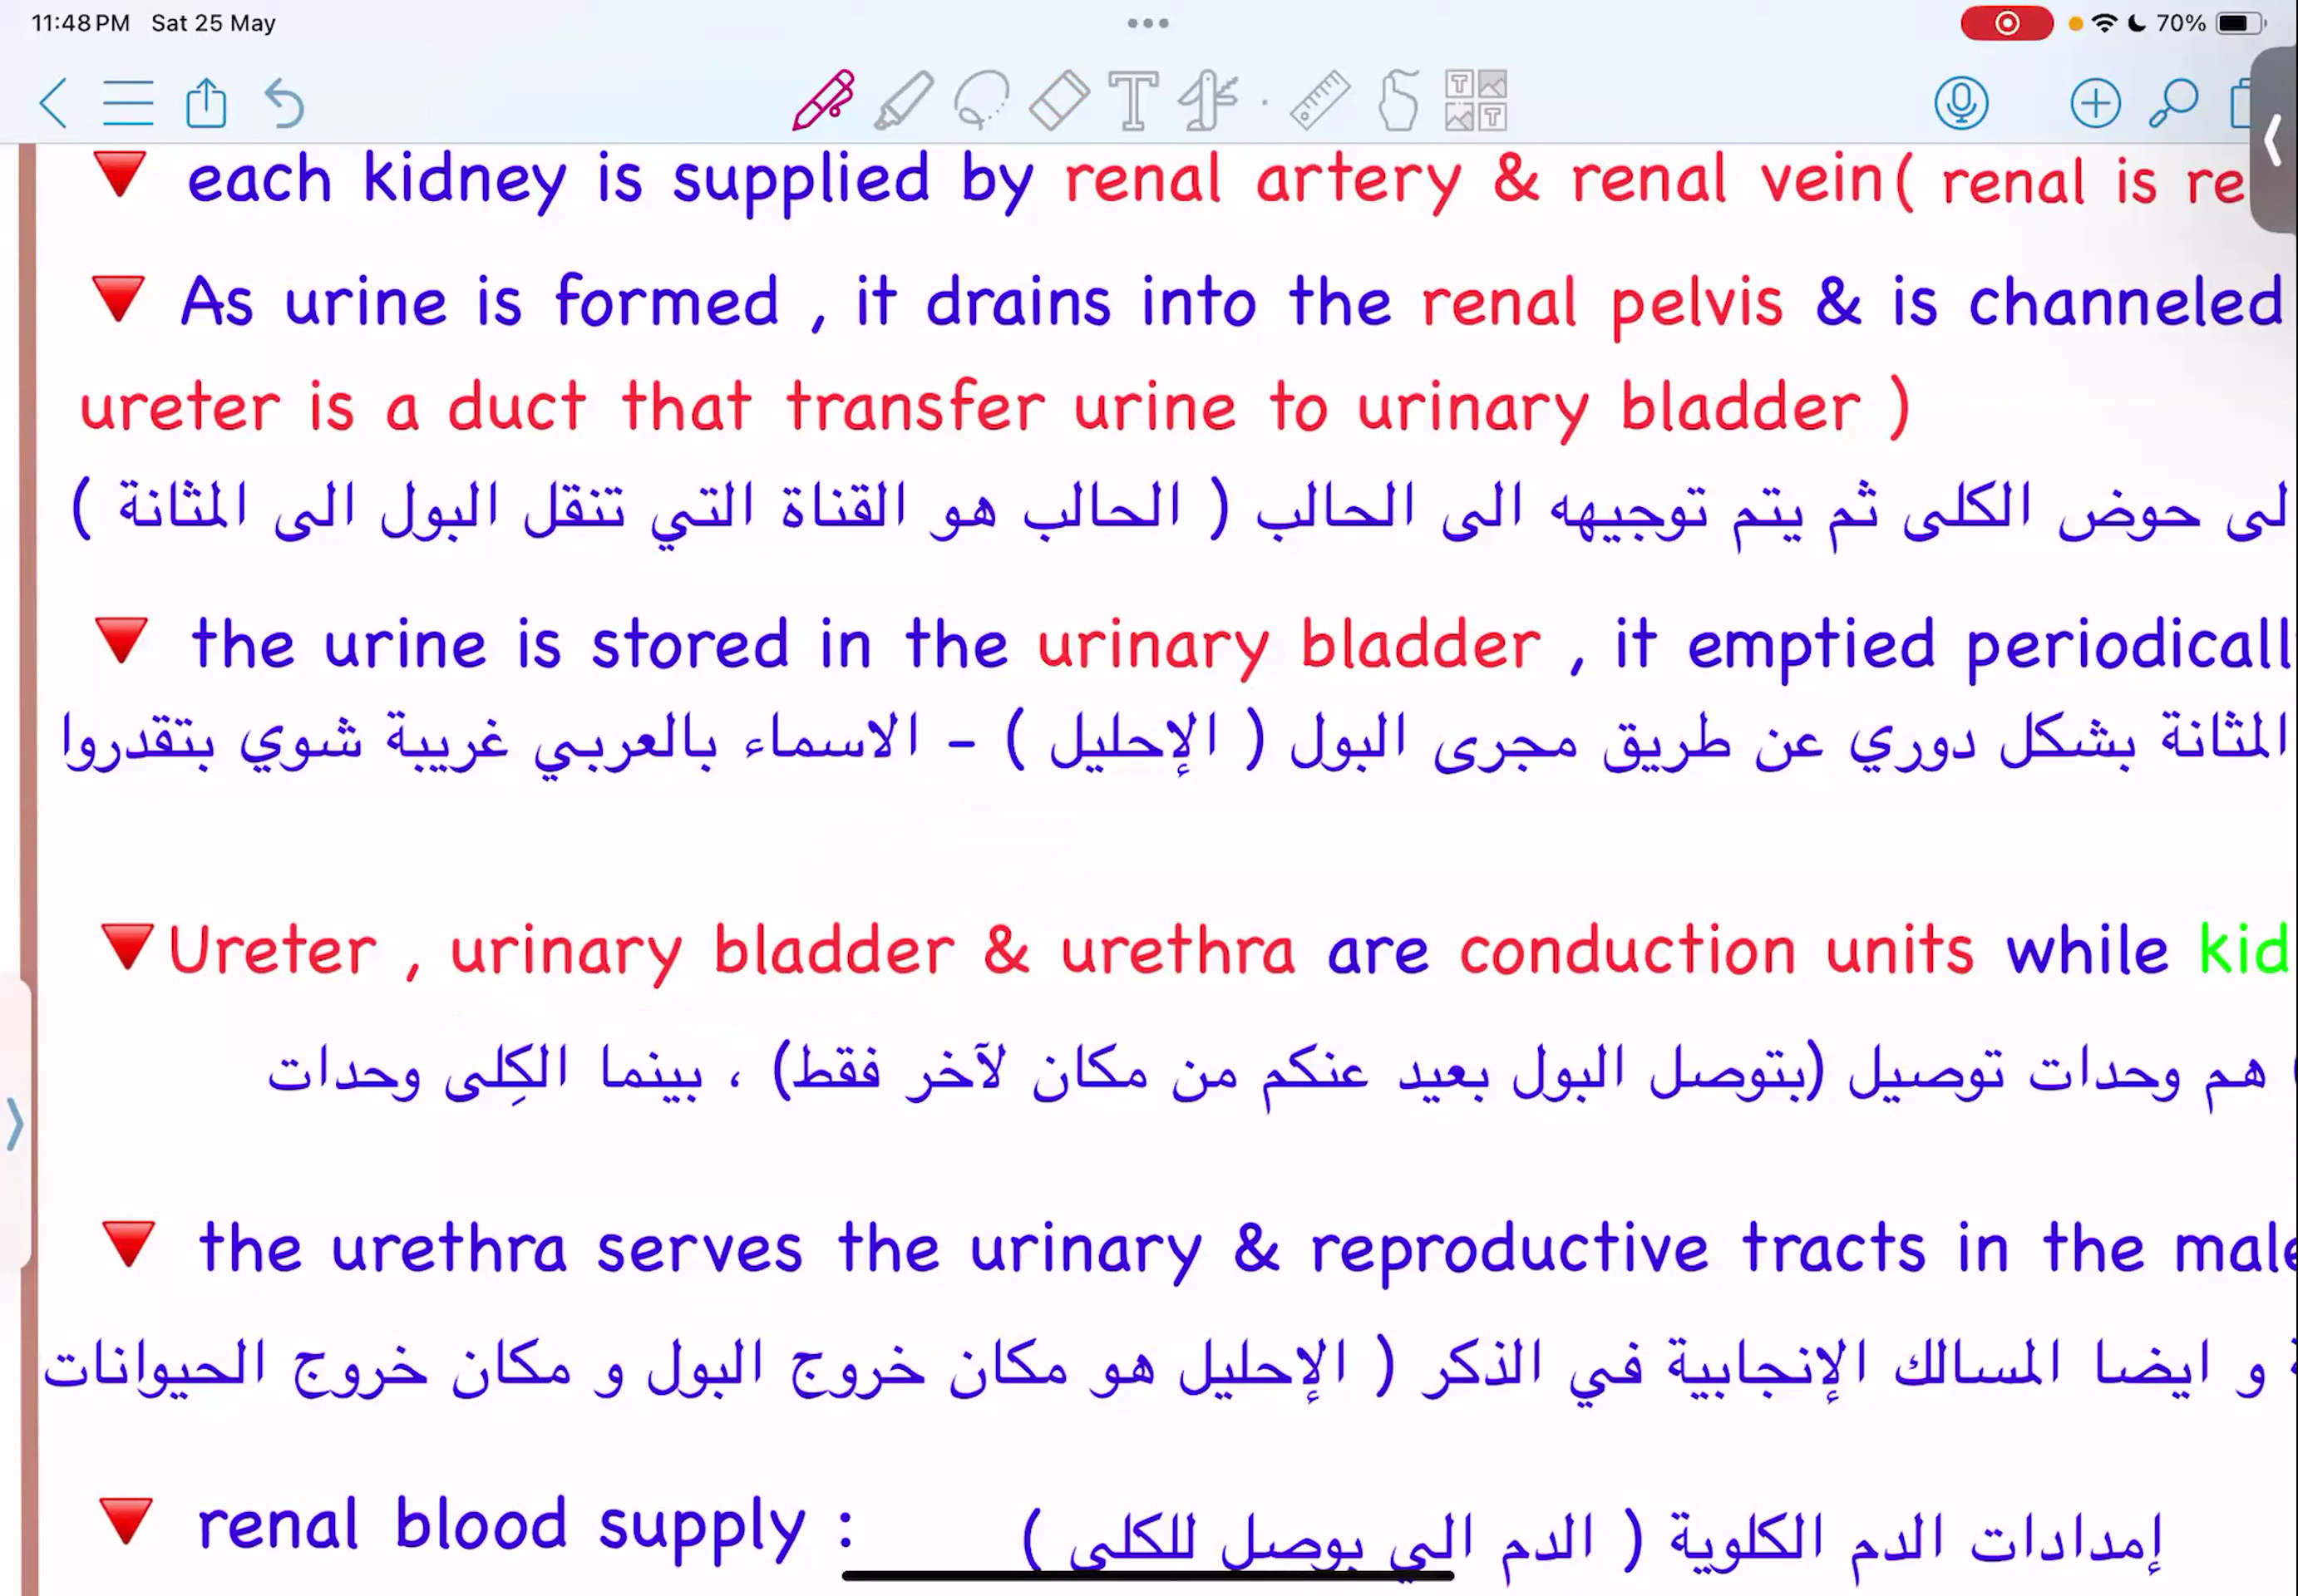 11:48 PM Sat 25 May
70%
each kidney is supplied by renal artery & renal vein( renal is re
As urine is formed , it drains into the renal pelvis & is channeled
ureter is a duct that transfer urine to urinary bladder )
لى حوض الكلى ثم يتم توجيهه الى الحالب ( الحالب هو القناة التي تنقل البول الى المثانة )
the urine is stored in the urinary bladder , it emptied periodicall
المثانة بشكل دوري عن طريق مجرى البول ( الإحليل ) - الاسماء بالعربي غريبة شوي بتقدروا
Ureter , urinary bladder & urethra are conduction units while kid
هم وحدات توصيل (بتوصل البول بعيد عنكم من مكان لآخر فقط) ، بينما الكِلى وحدات
the urethra serves the urinary & reproductive tracts in the male
و ايضا المسالك الإنجابية في الذكر ( الإحليل هو مكان خروج البول و مكان خروج الحيوانات
renal blood supply : إمدادات الدم الكلوية ( الدم الي بوصل للكلى )